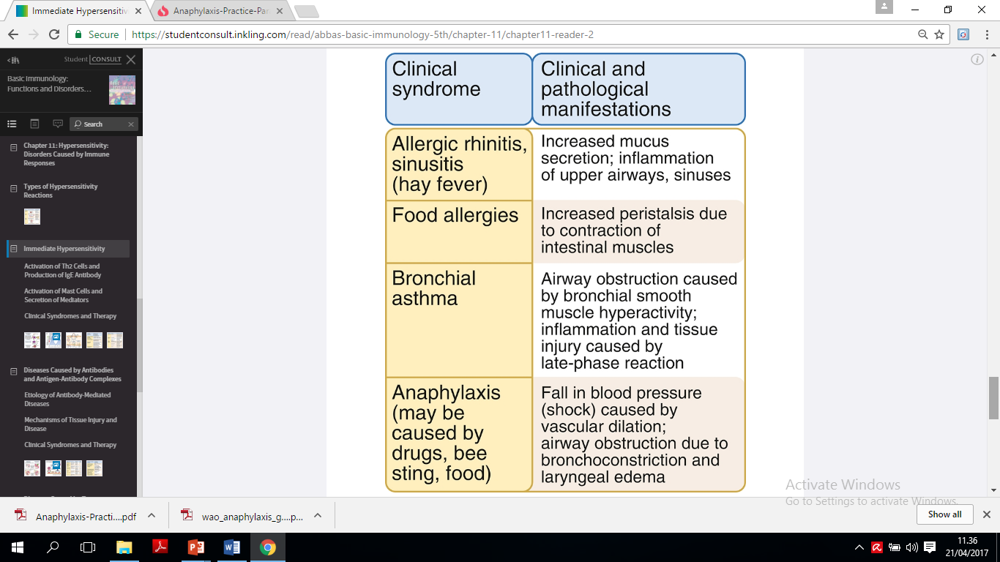 Immediate Hypersensitiv
Anaphylaxis-Practice-Par
Secure
https://studentconsult.inkling.com/read/abbas-basic-immunology-5th/chapter-11/chapter11-reader-2
Student CONSULT
Basic Immunology:
Functions and Disorders…
Search
Chapter 11: Hypersensitivity:
Disorders Caused by Immune
Responses
Types of Hypersensitivity
Reactions
Immediate Hypersensitivity
Activation of Th2 Cells and
Production of IgE Antibody
Activation of Mast Cells and
Secretion of Mediators
Clinical Syndromes and Therapy
Diseases Caused by Antibodies
and Antigen-Antibody Complexes
Etiology of Antibody-Mediated
Diseases
Mechanisms of Tissue Injury and
Disease
Clinical Syndromes and Therapy
Clinical
syndrome
Clinical and
pathological
manifestations
Allergic rhinitis,
sinusitis
(hay fever)
Increased mucus
secretion; inflammation
of upper airways, sinuses
Food allergies
Increased peristalsis due
to contraction of
intestinal muscles
Bronchial
asthma
Airway obstruction caused
by bronchial smooth
muscle hyperactivity;
inflammation and tissue
injury caused by
late-phase reaction
Anaphylaxis
(may be
caused by
drugs, bee
sting, food)
Fall in blood pressure
(shock) caused by
vascular dilation;
airway obstruction due to
bronchoconstriction and
laryngeal edema
Activate Windows
Go to Settings to activate Windows.
Anaphylaxis-Practi....pdf
wao_anaphylaxis_g....p...
Show all
11.36
21/04/2017